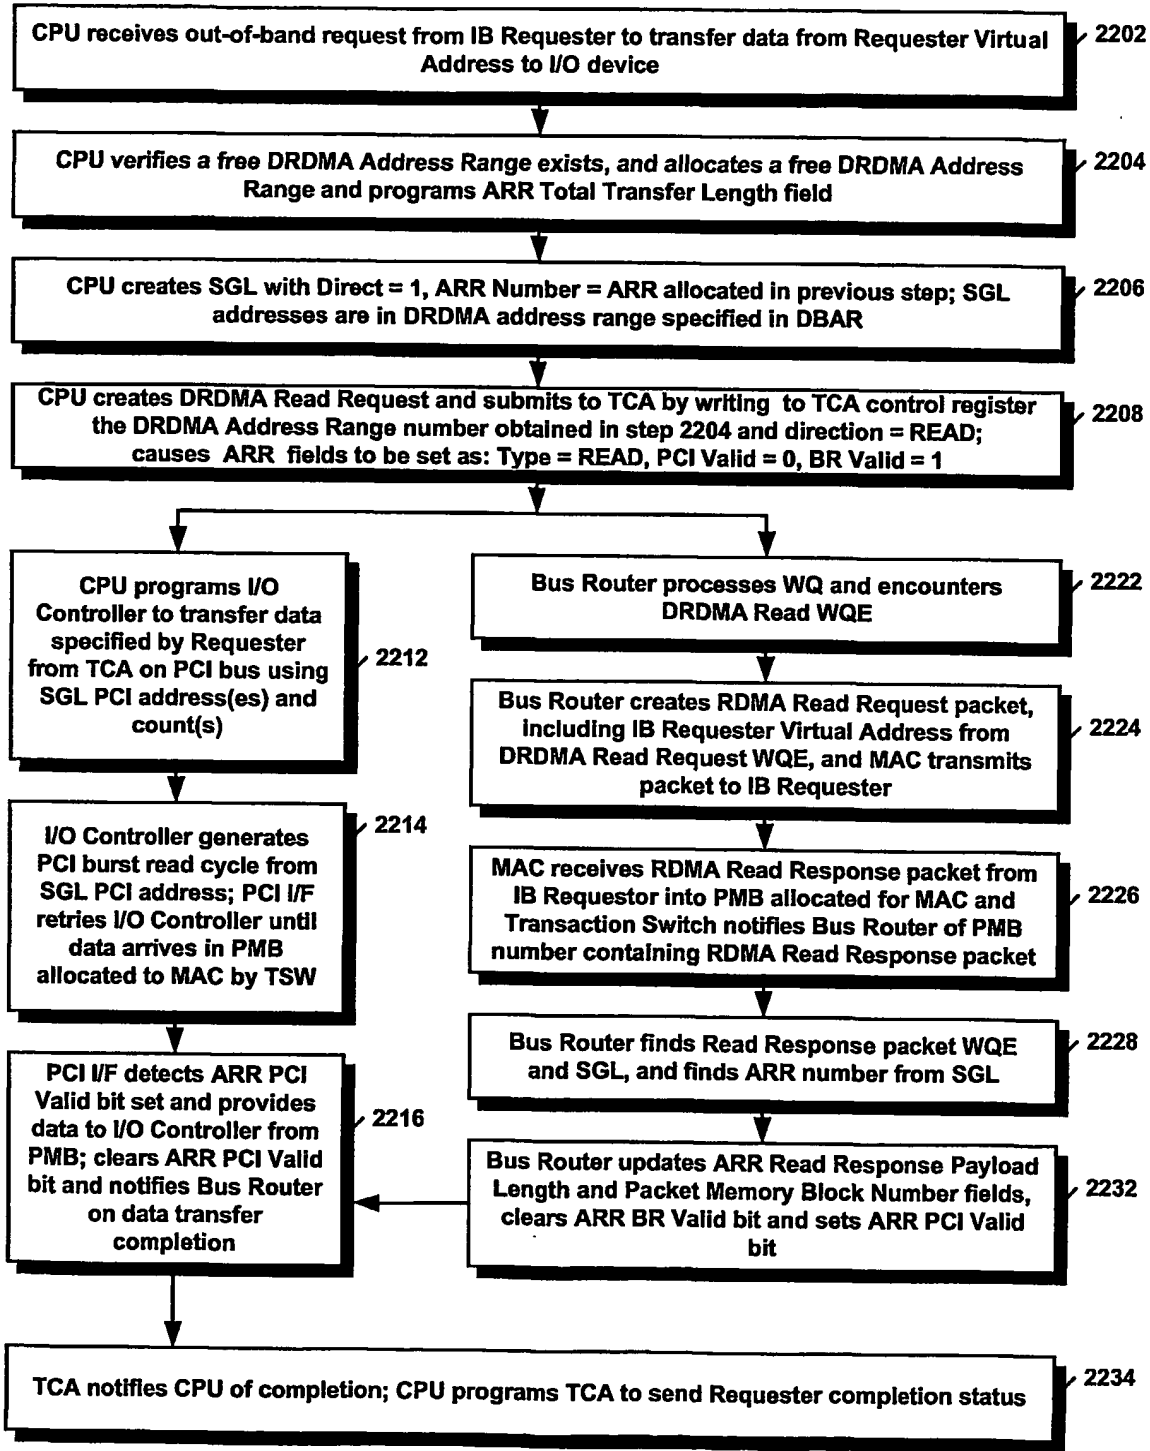 CPU receives out-of-band request from IB Requester to transfer data from Requester Virtual
Address to I/O device
2202
CPU verifies a free DRDMA Address Range exists, and allocates a free DRDMA Address
Range and programs ARR Total Transfer Length field
2204
CPU creates SGL with Direct = 1, ARR Number = ARR allocated in previous step; SGL
addresses are in DRDMA address range specified in DBAR
2206
CPU creates DRDMA Read Request and submits to TCA by writing to TCA control register
the DRDMA Address Range number obtained in step 2204 and direction = READ;
causes ARR fields to be set as: Type = READ, PCI Valid = 0, BR Valid = 1
2208
CPU programs I/O
Controller to transfer data
specified by Requester
from TCA on PCI bus using
SGL PCI address(es) and
count(s)
2212
I/O Controller generates
PCI burst read cycle from
SGL PCI address; PCI I/F
retries I/O Controller until
data arrives in PMB
allocated to MAC by TSW
2214
PCI I/F detects ARR PCI
Valid bit set and provides
data to I/O Controller from
PMB; clears ARR PCI Valid
bit and notifies Bus Router
on data transfer
completion
2216
Bus Router processes WQ and encounters
DRDMA Read WQE
2222
Bus Router creates RDMA Read Request packet,
including IB Requester Virtual Address from
DRDMA Read Request WQE, and MAC transmits
packet to IB Requester
2224
MAC receives RDMA Read Response packet from
IB Requestor into PMB allocated for MAC and
Transaction Switch notifies Bus Router of PMB
number containing RDMA Read Response packet
2226
Bus Router finds Read Response packet WQE
and SGL, and finds ARR number from SGL
2228
Bus Router updates ARR Read Response Payload
Length and Packet Memory Block Number fields,
clears ARR BR Valid bit and sets ARR PCI Valid
bit
2232
TCA notifies CPU of completion; CPU programs TCA to send Requester completion status
2234